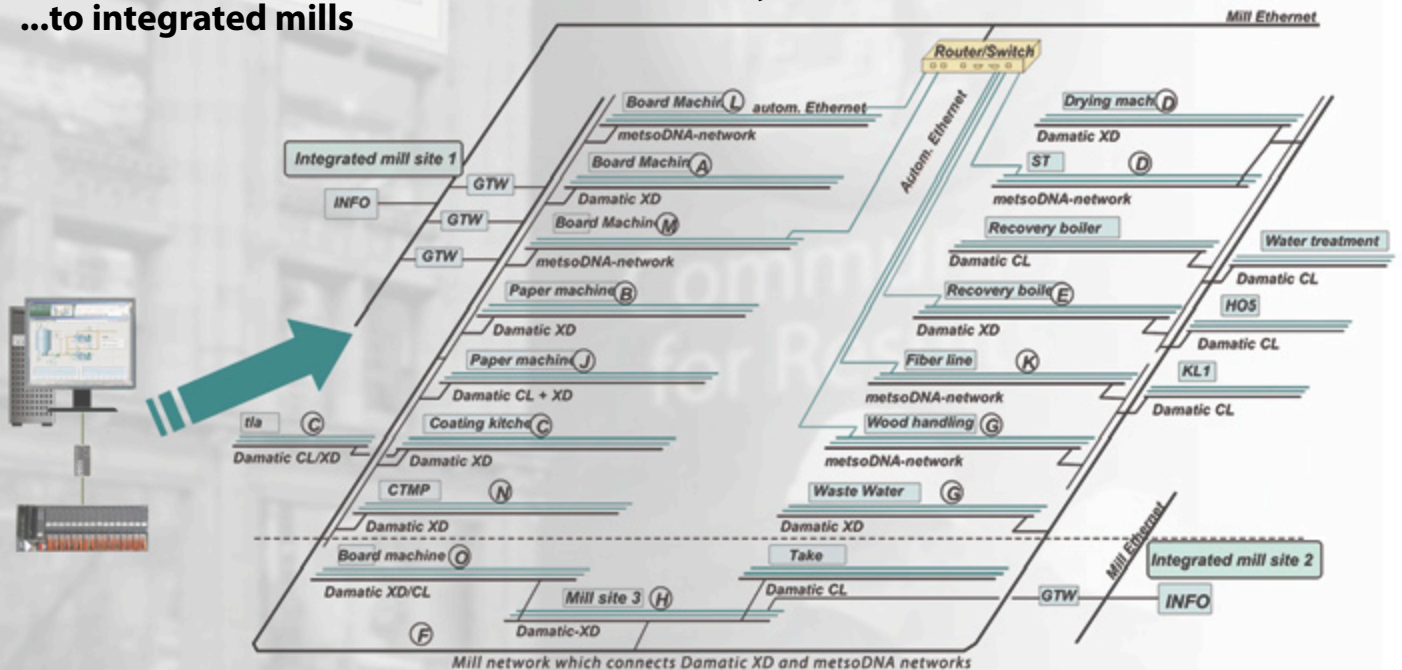 ...to integrated mills
Mill Ethernet
Router/Switch
Board Machin L autom. Ethernet
metsoDNA-network
Integrated mill site 1
Board Machin A
GTW
Damatic XD
INFO
Board Machin M
GTW
metsoDNA-network
GTW
Paper machine B
Damatic XD
Paper machin J
Damatic CL + XD
tla C
Damatic CL/XD
Coating kitche C
Damatic XD
CTMP N
Damatic XD
Board machine O
Damatic XD/CL
Mill site 3 H
Damatic-XD
F
Autom. Ethernet
Drying mach D
Damatic XD
ST D
metsoDNA-network
Recovery boiler
Damatic CL
Recovery boile E
Damatic XD
Fiber line K
metsoDNA-network
Wood handling G
metsoDNA-network
Waste Water G
Damatic XD
Take
Damatic CL
Water treatment
Damatic CL
HO5
Damatic CL
KL1
Damatic CL
Mill Ethernet
Integrated mill site 2
GTW
INFO
Mill network which connects Damatic XD and metsoDNA networks